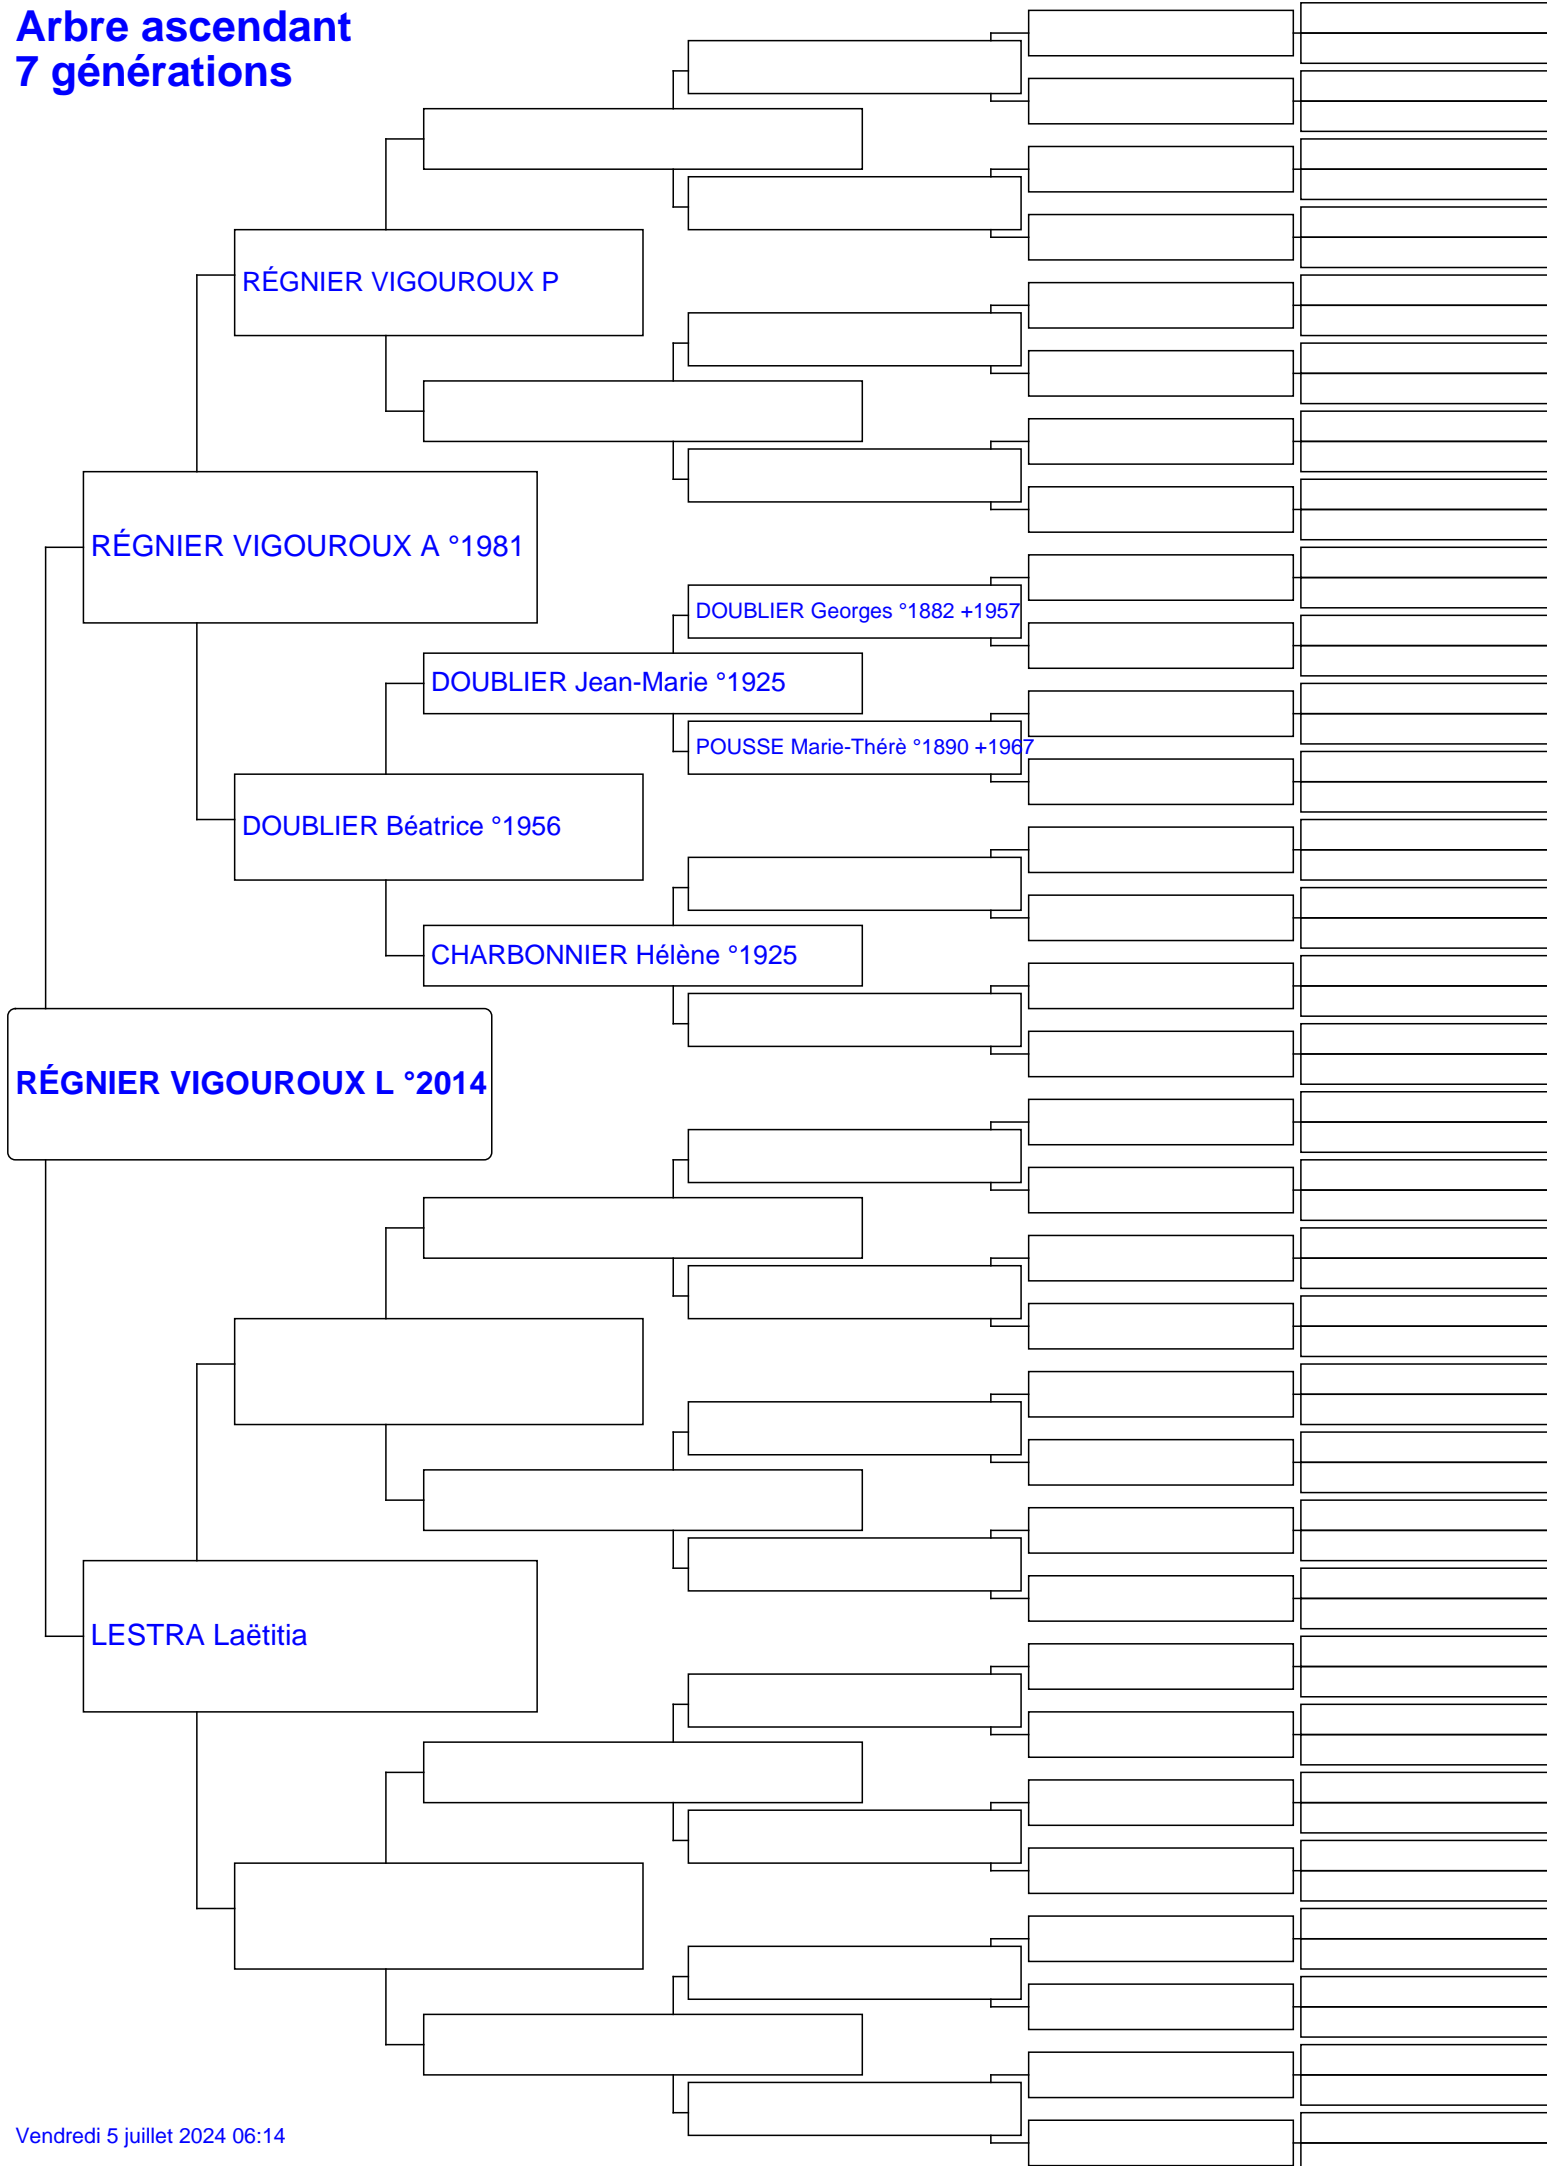 Arbre ascendant
7 générations
RÉGNIER VIGOUROUX P
RÉGNIER VIGOUROUX A °1981
DOUBLIER Georges °1882 +1957
DOUBLIER Jean-Marie °1925
POUSSE Marie-Thérè °1890 +1967
DOUBLIER Béatrice °1956
CHARBONNIER Hélène °1925
RÉGNIER VIGOUROUX L °2014
LESTRA Laëtitia
Vendredi 5 juillet 2024 06:14